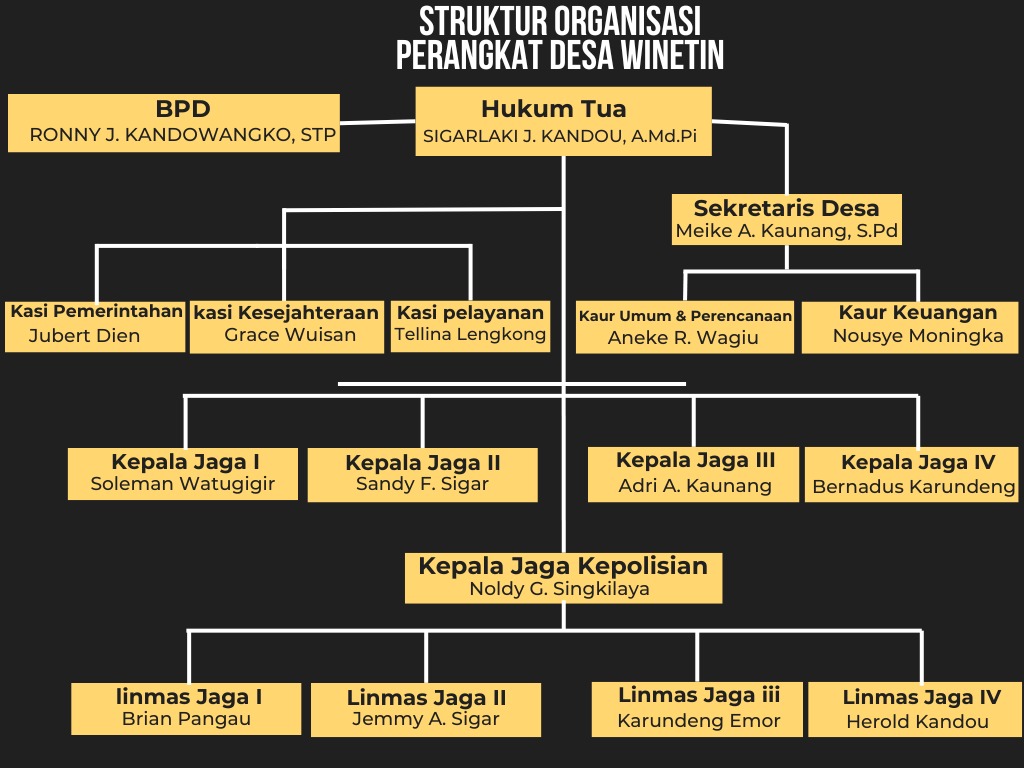 STRUKTUR ORGANISASI
PERANGKAT DESA WINETIN
BPD
RONNY J. KANDOWANGKO, STP
Hukum Tua
SIGARLAKI J. KANDOU, A.Md.Pi
Sekretaris Desa
Meike A. Kaunang, S.Pd
Kasi Pemerintahan
Jubert Dien
kasi Kesejahteraan
Grace Wuisan
Kasi pelayanan
Tellina Lengkong
Kaur Umum & Perencanaan
Aneke R. Wagiu
Kaur Keuangan
Nousye Moningka
Kepala Jaga I
Soleman Watugigir
Kepala Jaga II
Sandy F. Sigar
Kepala Jaga III
Adri A. Kaunang
Kepala Jaga IV
Bernadus Karundeng
Kepala Jaga Kepolisian
Noldy G. Singkilaya
linmas Jaga I
Brian Pangau
Linmas Jaga II
Jemmy A. Sigar
Linmas Jaga iii
Karundeng Emor
Linmas Jaga IV
Herold Kandou